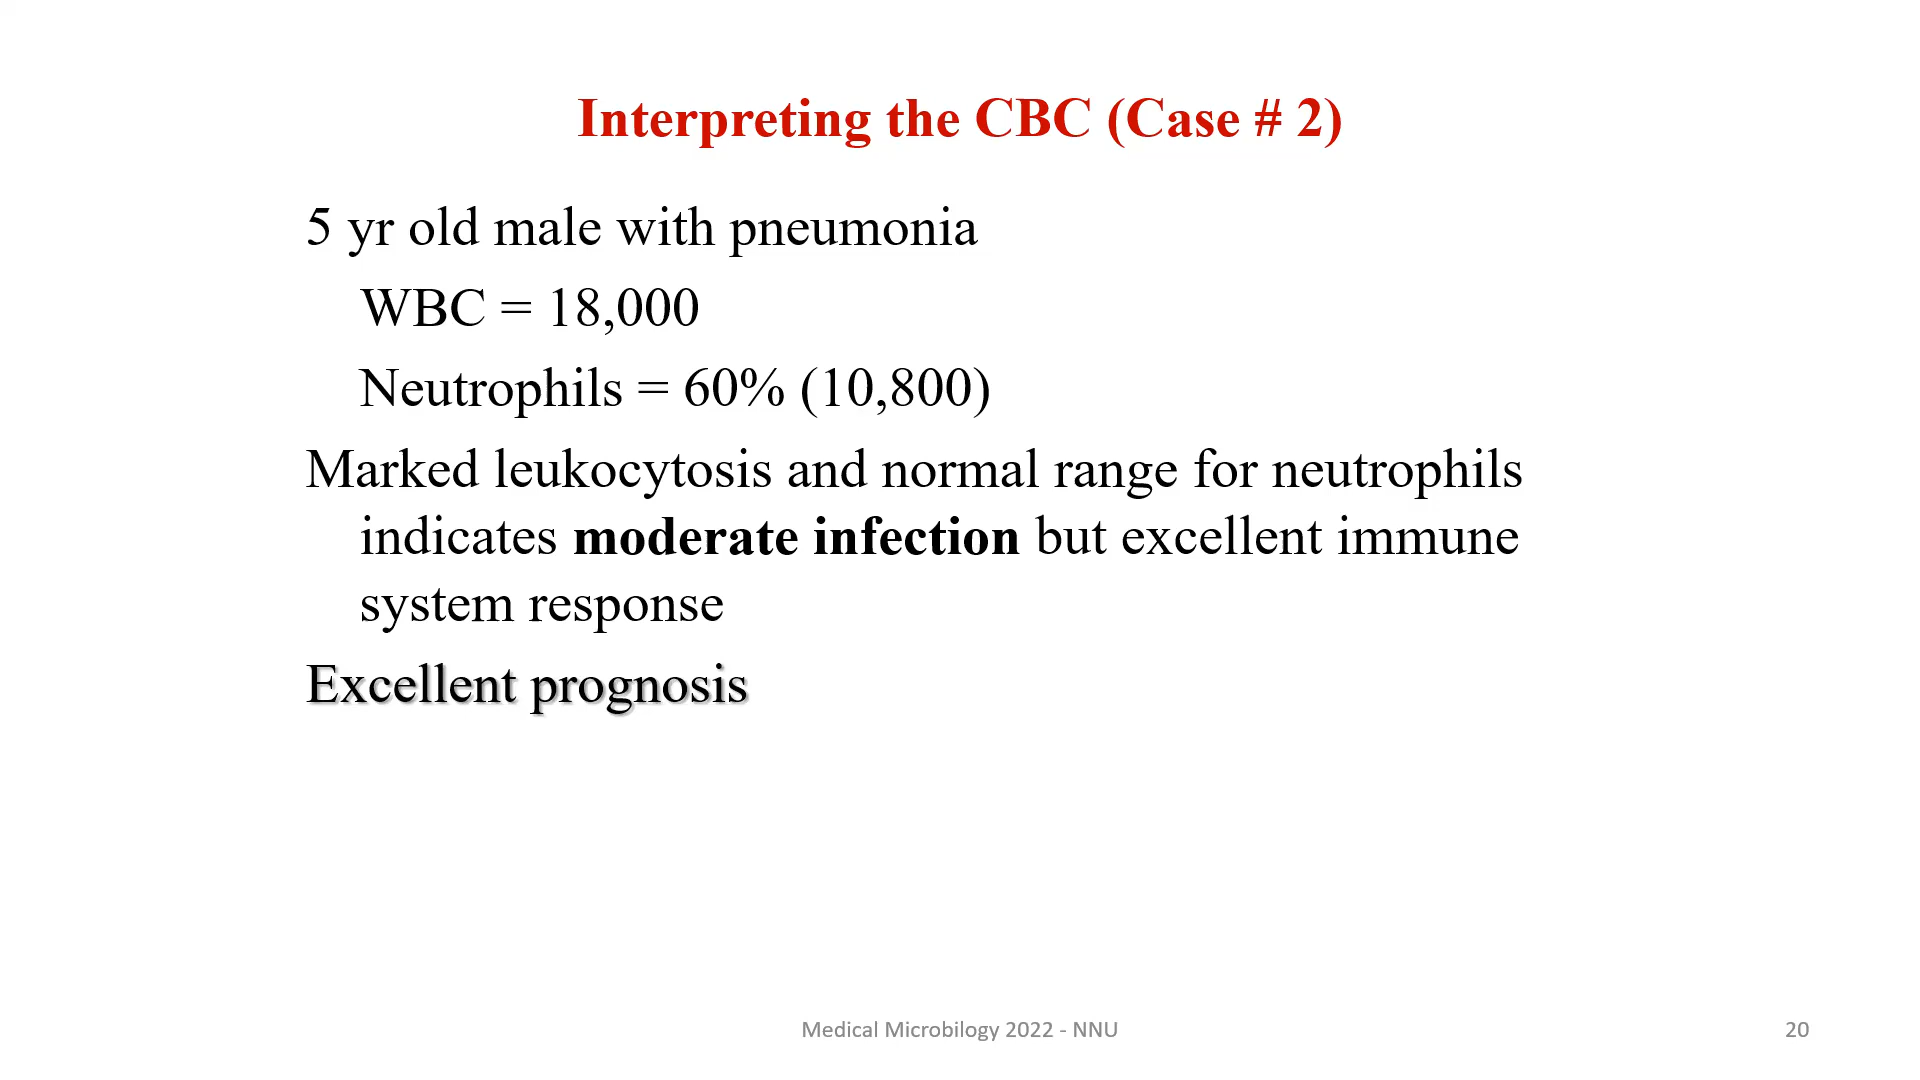 Interpreting the CBC (Case # 2)
5 yr old male with pneumonia
WBC = 18,000
Neutrophils = 60% (10,800)
Marked leukocytosis and normal range for neutrophils
indicates moderate infection but excellent immune
system response
Excellent prognosis
Medical Microbilogy 2022 - NNU
20